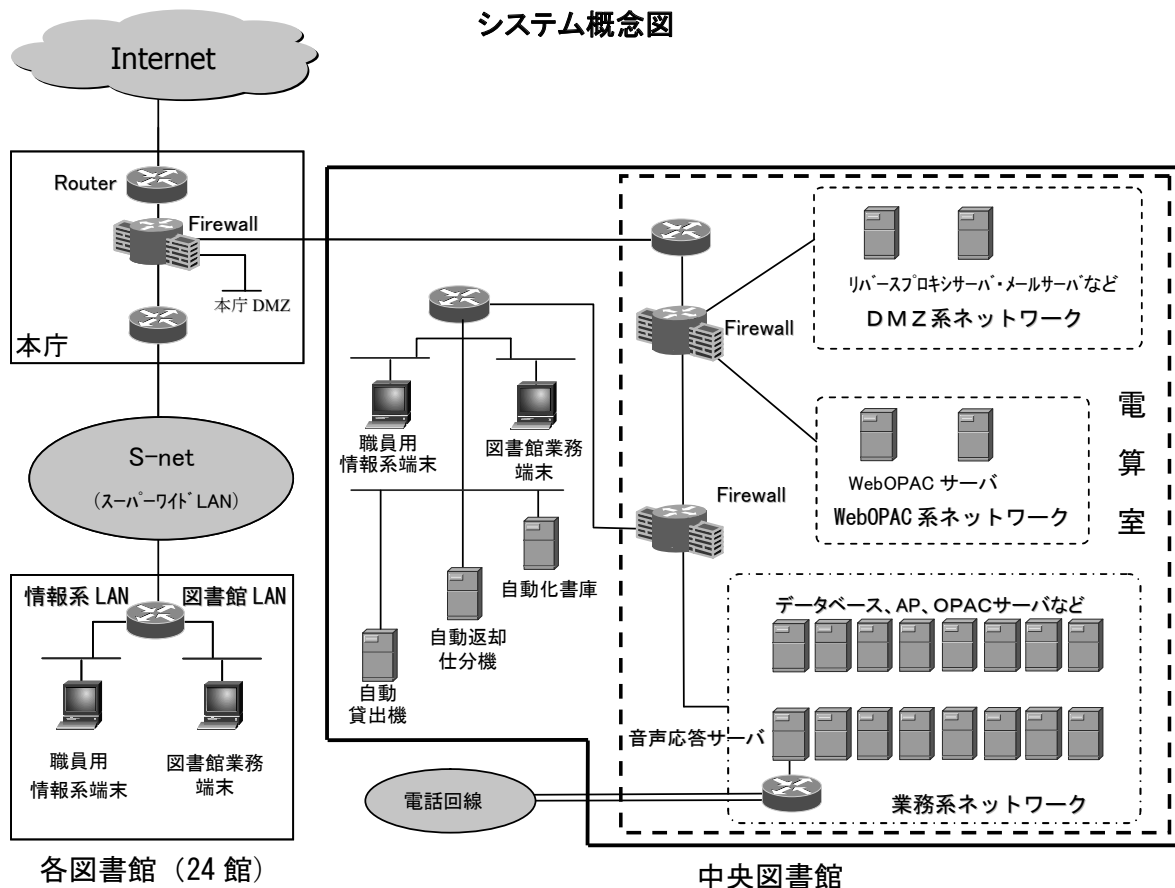 システム概念図
Internet
Router
Firewall
本庁 DMZ
本庁
S-net
(スーパーワイドLAN)
情報系 LAN
図書館 LAN
職員用
情報系端末
図書館業務
端末
各図書館（24 館）
職員用
情報系端末
図書館業務
端末
自動化書庫
自動返却
仕分機
自動
貸出機
電話回線
Firewall
Firewall
リバースプロキシサーバ・メールサーバなど
ＤＭＺ系ネットワーク
WebOPAC サーバ
WebOPAC 系ネットワーク
電
算
室
データベース、AP、OPACサーバなど
音声応答サーバ
業務系ネットワーク
中央図書館